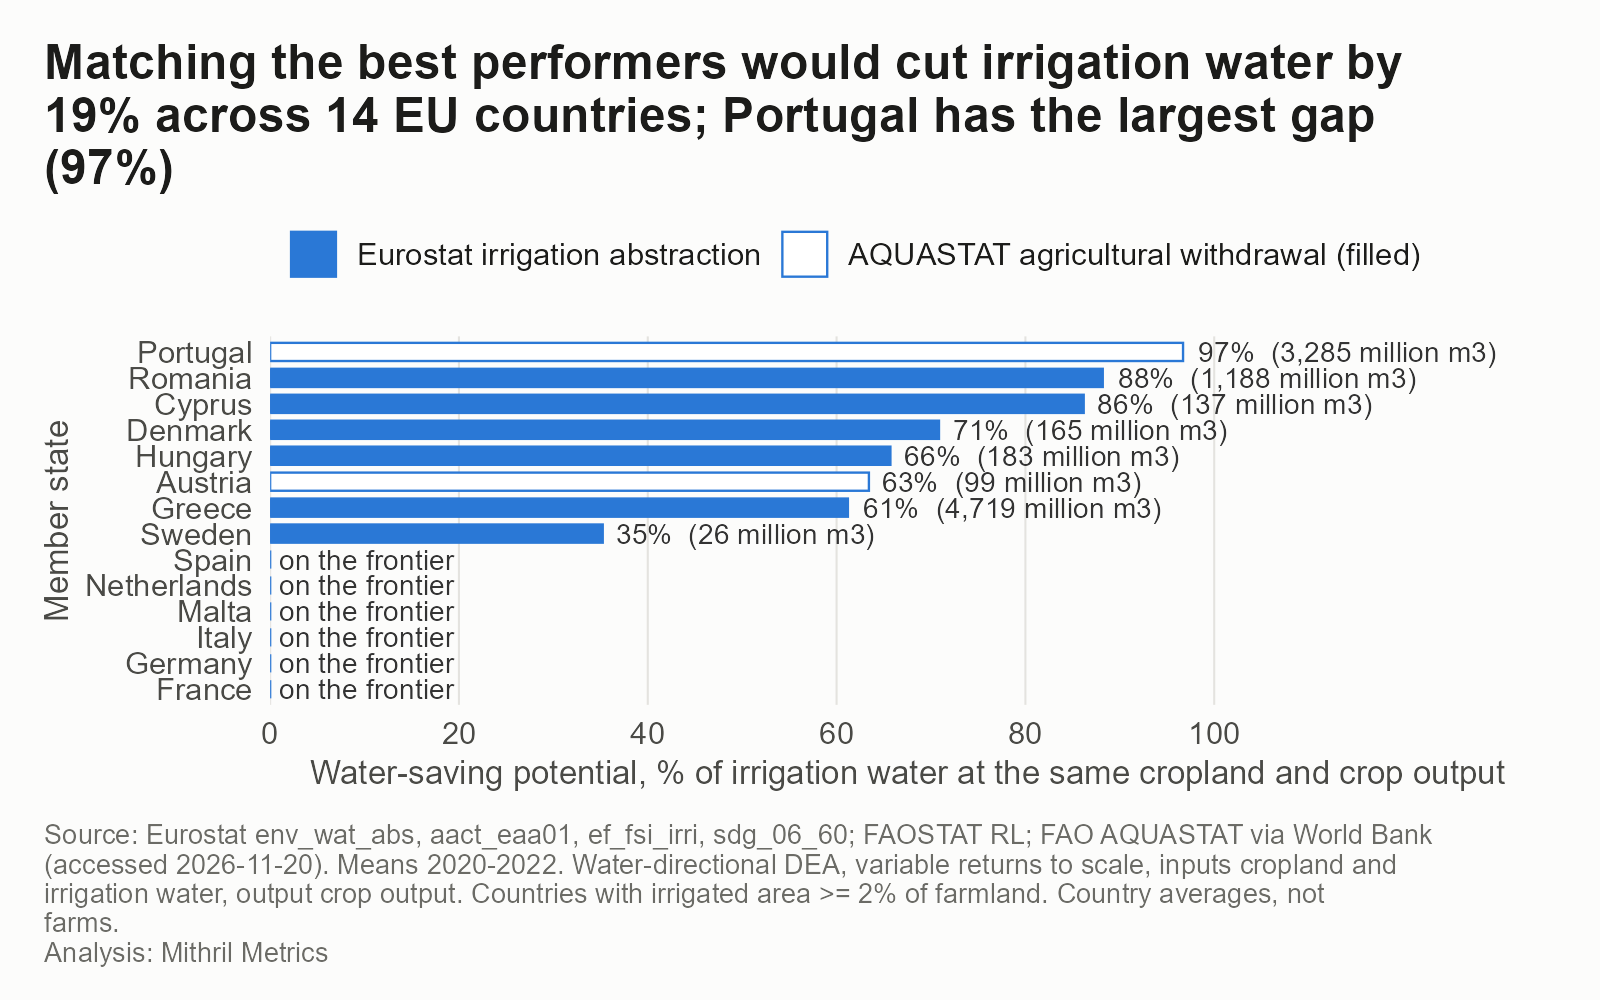 Matching the best performers would cut irrigation water by
19% across 14 EU countries; Portugal has the largest gap
(97%)
Eurostat irrigation abstraction
AQUASTAT agricultural withdrawal (filled)
Member state
Portugal 97% (3,285 million m3)
Romania 88% (1,188 million m3)
Cyprus 86% (137 million m3)
Denmark 71% (165 million m3)
Hungary 66% (183 million m3)
Austria 63% (99 million m3)
Greece 61% (4,719 million m3)
Sweden 35% (26 million m3)
Spain on the frontier
Netherlands on the frontier
Malta on the frontier
Italy on the frontier
Germany on the frontier
France on the frontier
0 20 40 60 80 100
Water-saving potential, % of irrigation water at the same cropland and crop output
Source: Eurostat env_wat_abs, aact_eaa01, ef_fsi_irri, sdg_06_60; FAOSTAT RL; FAO AQUASTAT via World Bank
(accessed 2026-11-20). Means 2020-2022. Water-directional DEA, variable returns to scale, inputs cropland and
irrigation water, output crop output. Countries with irrigated area >= 2% of farmland. Country averages, not
farms.
Analysis: Mithril Metrics